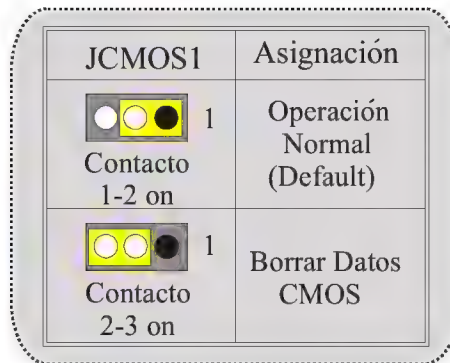 JCMOS1
Asignación
1
Contacto
1-2 on
Operación
Normal
(Default)
1
Contacto
2-3 on
Borrar Datos
CMOS